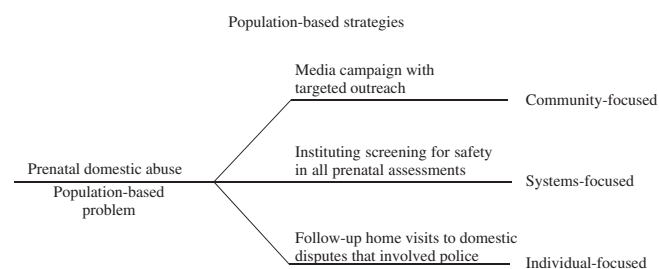 Population-based strategies
Media campaign with
targeted outreach
Community-focused
Prenatal domestic abuse
Population-based
problem
Instituting screening for safety
in all prenatal assessments
Systems-focused
Follow-up home visits to domestic
disputes that involved police
Individual-focused